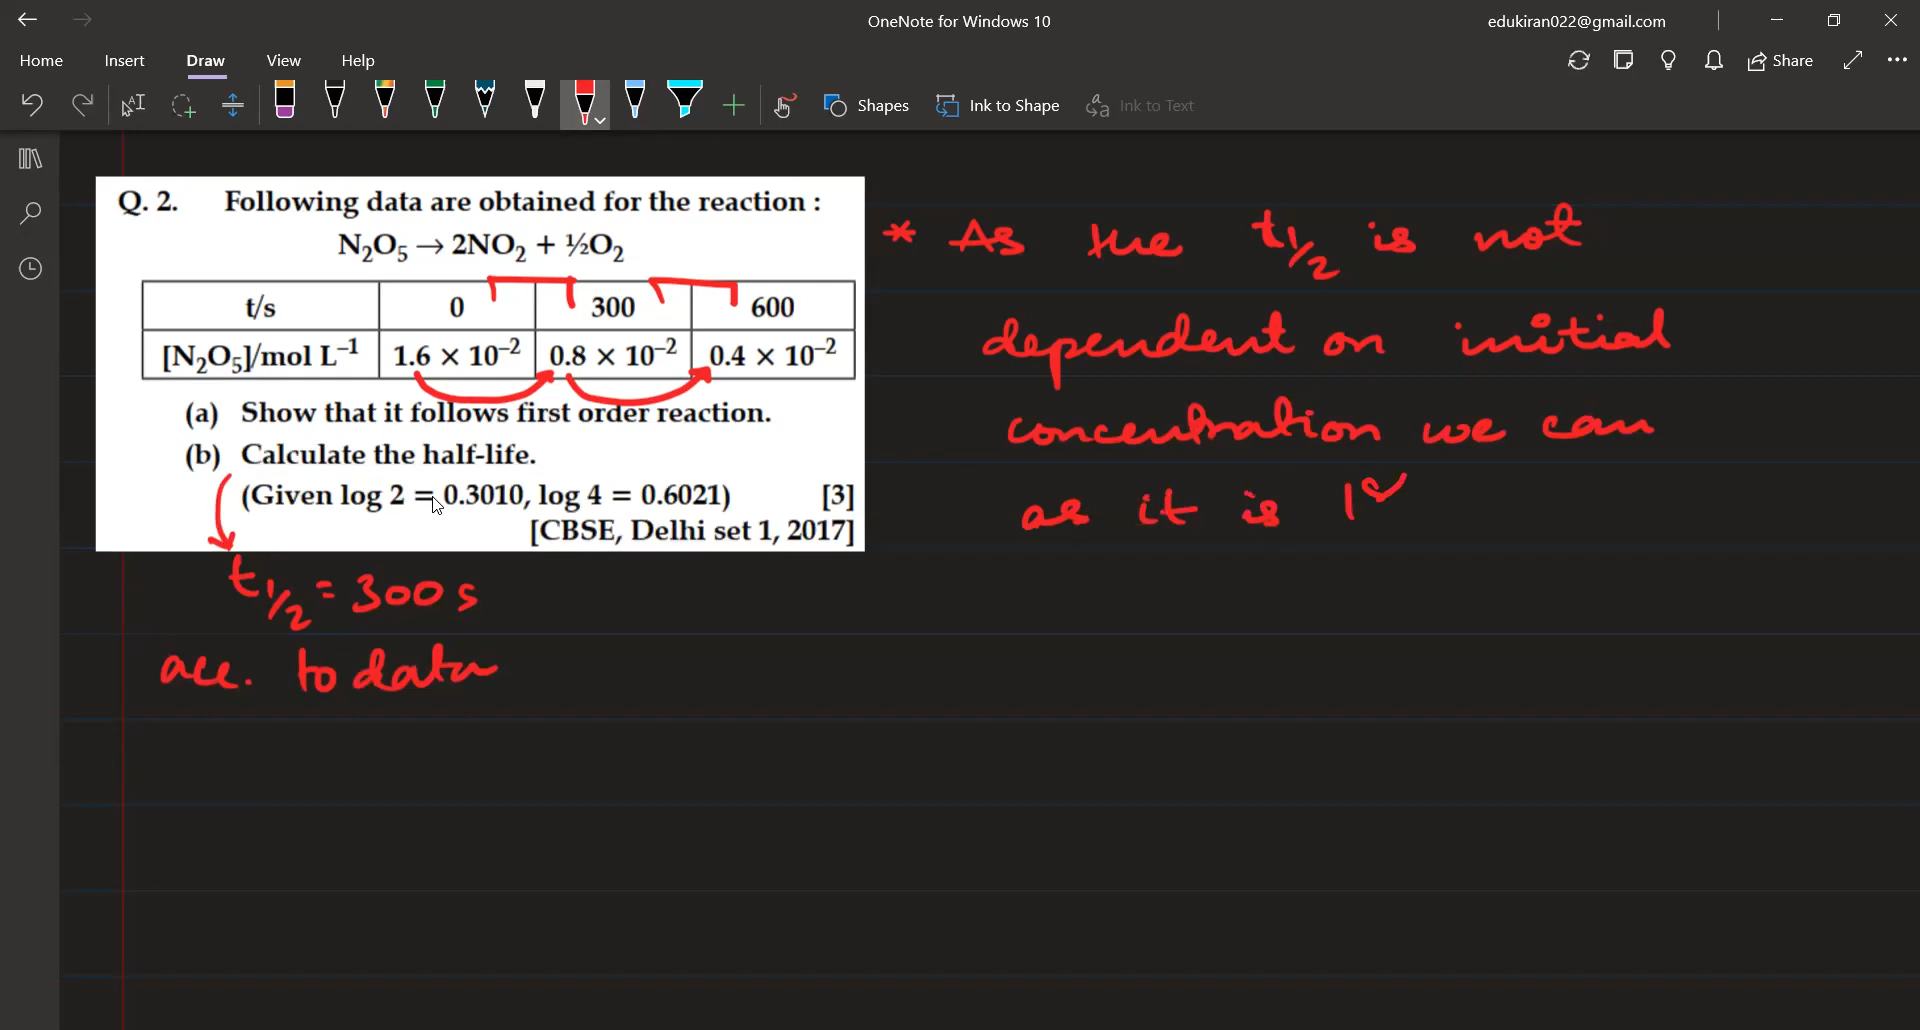 OneNote for Windows 10
edukiran022@gmail.com
Home Insert Draw View Help
Share
Shapes Ink to Shape Ink to Text
Q. 2. Following data are obtained for the reaction :
N₂O₅ → 2NO₂ + ½O₂
t/s 0 300 600
[N₂O₅]/mol L⁻¹ 1.6 × 10⁻² 0.8 × 10⁻² 0.4 × 10⁻²
(a) Show that it follows first order reaction.
(b) Calculate the half-life.
(Given log 2 = 0.3010, log 4 = 0.6021) [3]
[CBSE, Delhi set 1, 2017]
t1/2 = 300 s
acc. to data
* As the t1/2 is not
dependent on initial
concentration we can
as it is 1